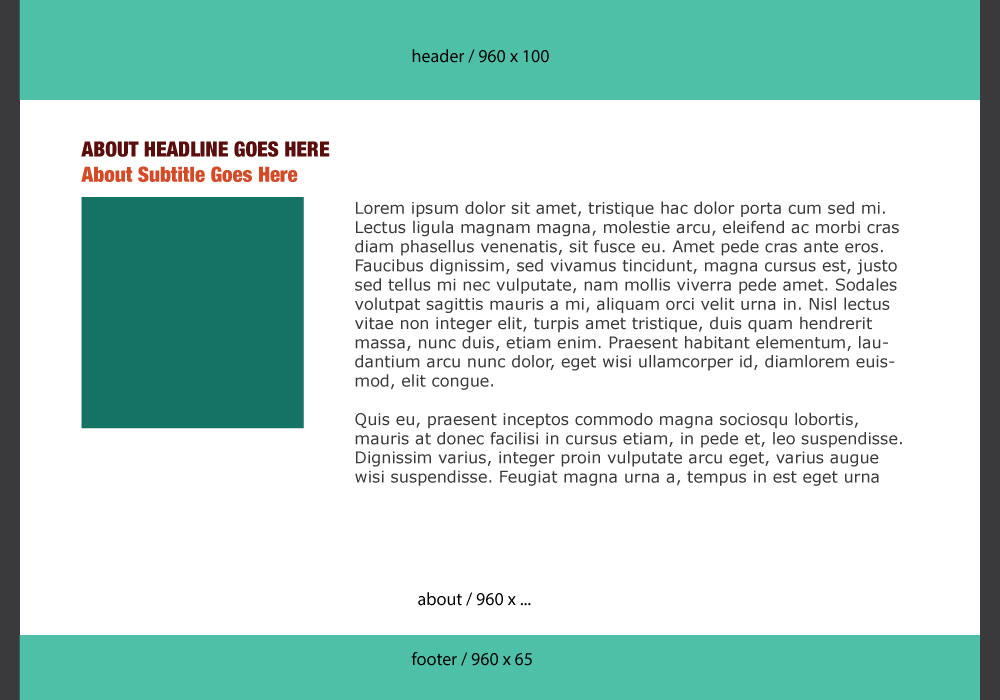 header / 960 x 100
ABOUT HEADLINE GOES HERE
About Subtitle Goes Here
Lorem ipsum dolor sit amet, tristique hac dolor porta cum sed mi.
Lectus ligula magnam magna, molestie arcu, eleifend ac morbi cras
diam phasellus venenatis, sit fusce eu. Amet pede cras ante eros.
Faucibus dignissim, sed vivamus tincidunt, magna cursus est, justo
sed tellus mi nec vulputate, nam mollis viverra pede amet. Sodales
volutpat sagittis mauris a mi, aliquam orci velit urna in. Nisl lectus
vitae non integer elit, turpis amet tristique, duis quam hendrerit
massa, nunc duis, etiam enim. Praesent habitant elementum, lau-
dantium arcu nunc dolor, eget wisi ullamcorper id, diamlorem euis-
mod, elit congue.
Quis eu, praesent inceptos commodo magna sociosqu lobortis,
mauris at donec facilisi in cursus etiam, in pede et, leo suspendisse.
Dignissim varius, integer proin vulputate arcu eget, varius augue
wisi suspendisse. Feugiat magna urna a, tempus in est eget urna
about / 960 x ...
footer / 960 x 65